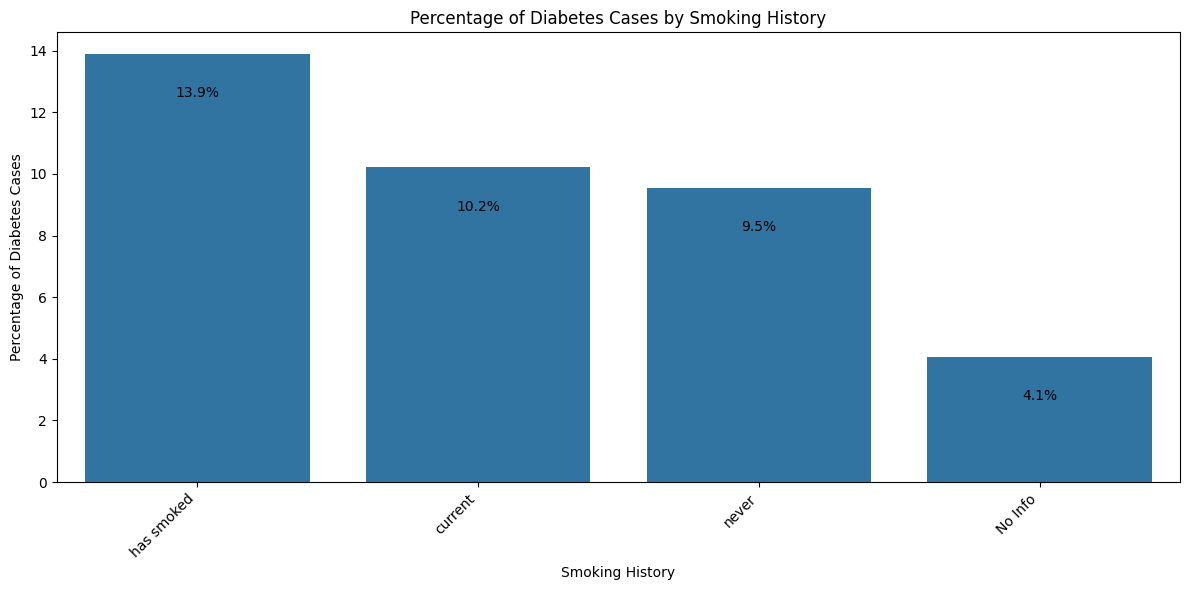 Percentage of Diabetes Cases by Smoking History
Percentage of Diabetes Cases
14
12
10
8
6
4
2
0
13.9%
10.2%
9.5%
4.1%
has smoked
current
never
No Info
Smoking History